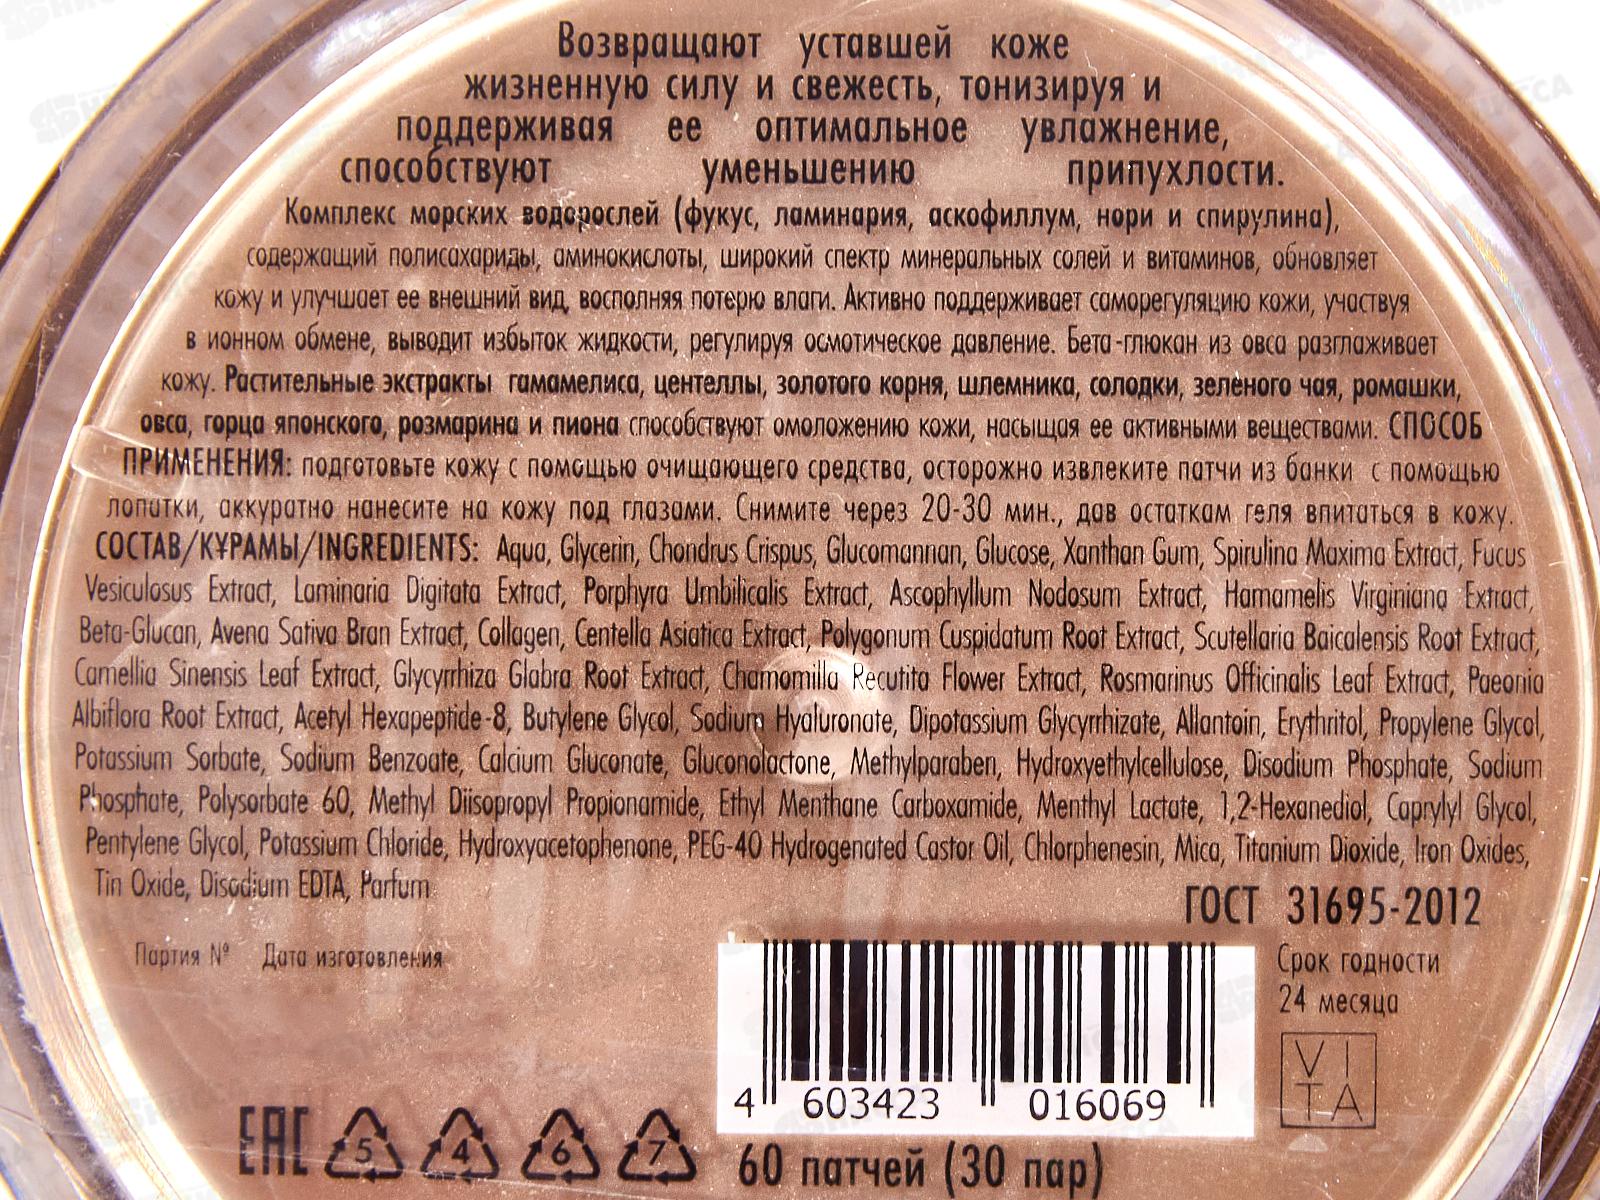 Возвращают уставшей коже
жизненную силу и свежесть, тонизируя и
поддерживая ее оптимальное увлажнение,
способствуют уменьшению припухлости.
Комплекс морских водорослей (фукус, ламинария, аскофиллум, нори и спирулина),
содержащий полисахариды, аминокислоты, широкий спектр минеральных солей и витаминов, обновляет
кожу и улучшает ее внешний вид, восполняя потерю влаги. Активно поддерживает саморегуляцию кожи, участвуя
в ионном обмене, выводит избыток жидкости, регулируя осмотическое давление. Бета-глюкан из овса разглаживает
кожу. Растительные экстракты гамамелиса, центеллы, золотого корня, шлемника, солодки, зеленого чая, ромашки,
овса, горца японского, розмарина и пиона способствуют омоложению кожи, насыщая ее активными веществами. СПОСОБ
ПРИМЕНЕНИЯ: подготовьте кожу с помощью очищающего средства, осторожно извлеките патчи из банки с помощью
лопатки, аккуратно нанесите на кожу под глазами. Снимите через 20-30 мин., дав остаткам геля впитаться в кожу.
СОСТАВ/ҚҰРАМЫ/INGREDIENTS: Aqua, Glycerin, Chondrus Crispus, Glucomannan, Glucose, Xanthan Gum, Spirulina Maxima Extract, Fucus
Vesiculosus Extract, Laminaria Digitata Extract, Porphyra Umbilicalis Extract, Ascophyllum Nodosum Extract, Hamamelis Virginiana Extract,
Beta-Glucan, Avena Sativa Bran Extract, Collagen, Centella Asiatica Extract, Polygonum Cuspidatum Root Extract, Scutellaria Baicalensis Root Extract,
Camellia Sinensis Leaf Extract, Glycyrrhiza Glabra Root Extract, Chamomilla Recutita Flower Extract, Rosmarinus Officinalis Leaf Extract, Paeonia
Albiflora Root Extract, Acetyl Hexapeptide-8, Butylene Glycol, Sodium Hyaluronate, Dipotassium Glycyrrhizate, Allantoin, Erythritol, Propylene Glycol,
Potassium Sorbate, Sodium Benzoate, Calcium Gluconate, Gluconolactone, Methylparaben, Hydroxyethylcellulose, Disodium Phosphate, Sodium
Phosphate, Polysorbate 60, Methyl Diisopropyl Propionamide, Ethyl Menthane Carboxamide, Menthyl Lactate, 1,2-Hexanediol, Caprylyl Glycol,
Pentylene Glycol, Potassium Chloride, Hydroxyacetophenone, PEG-40 Hydrogenated Castor Oil, Chlorphenesin, Mica, Titanium Dioxide, Iron Oxides,
Tin Oxide, Disodium EDTA, Parfum
ГОСТ 31695-2012
Партия № Дата изготовления
Срок годности
24 месяца
VITA
4 603423 016069
EAC 5 4 6 7 60 патчей (30 пар)